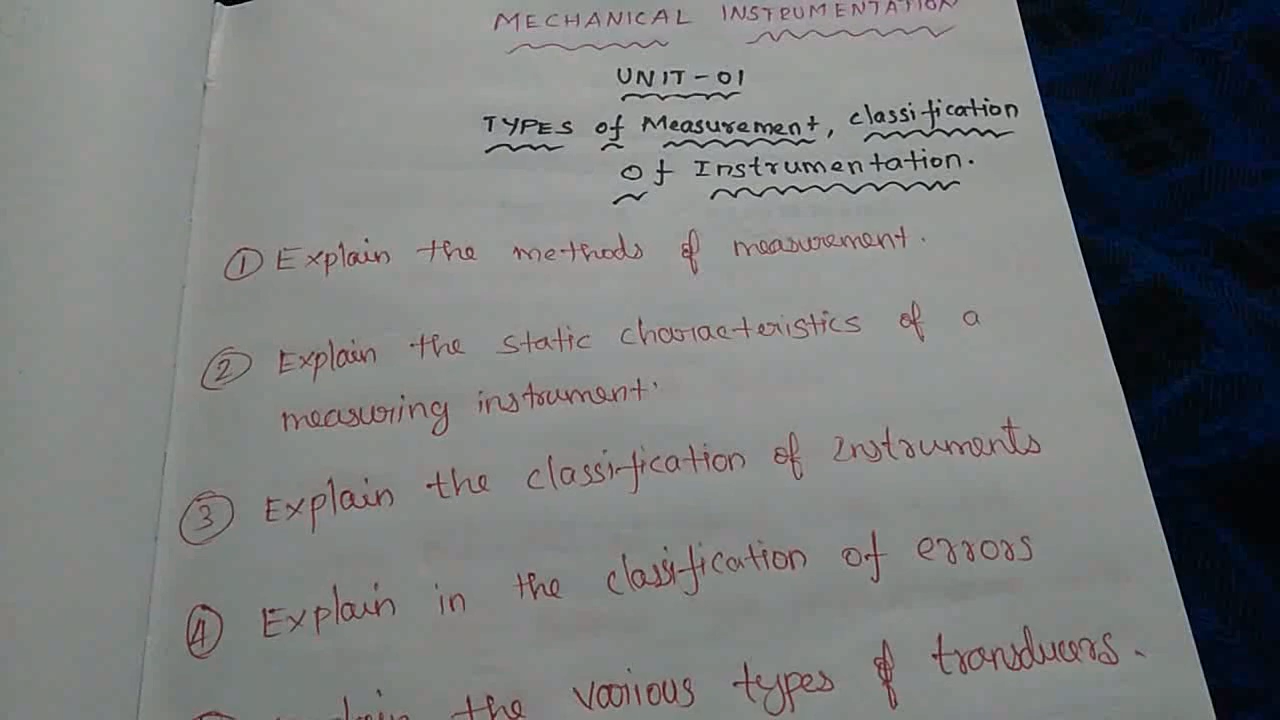 MECHANICAL INSTRUMENTATION
UNIT-01
TYPES of Measurement, classification
Of Instrumentation.
① Explain the methods of measurement.
② Explain the static characteristics of a
measuring instrument.
③ Explain the classification of Instruments
④ Explain in the classification of errors
the various types of transducers.